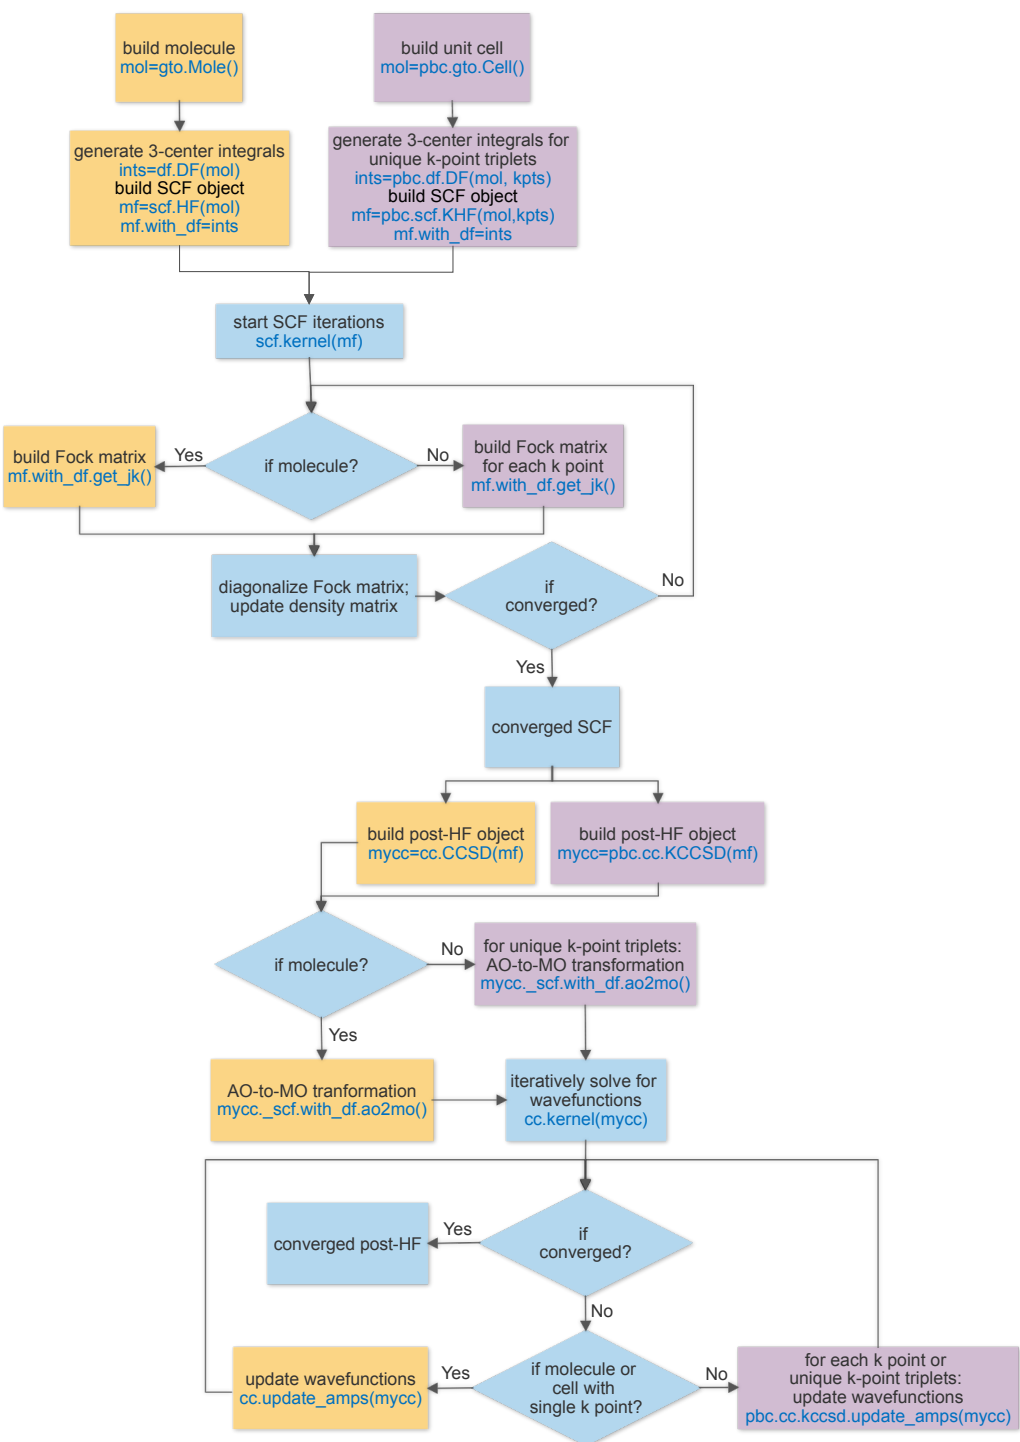 build molecule
mol=gto.Mole()
build unit cell
mol=pbc.gto.Cell()
generate 3-center integrals
ints=df.DF(mol)
build SCF object
mf=scf.HF(mol)
mf.with_df=ints
generate 3-center integrals for
unique k-point triplets
ints=pbc.df.DF(mol, kpts)
build SCF object
mf=pbc.scf.KHF(mol,kpts)
mf.with_df=ints
start SCF iterations
scf.kernel(mf)
build Fock matrix
mf.with_df.get_jk()
Yes
if molecule?
No
build Fock matrix
for each k point
mf.with_df.get_jk()
diagonalize Fock matrix;
update density matrix
if
converged?
No
Yes
converged SCF
build post-HF object
mycc=cc.CCSD(mf)
build post-HF object
mycc=pbc.cc.KCCSD(mf)
if molecule?
No
for unique k-point triplets:
AO-to-MO transformation
mycc._scf.with_df.ao2mo()
Yes
AO-to-MO tranformation
mycc._scf.with_df.ao2mo()
iteratively solve for
wavefunctions
cc.kernel(mycc)
converged post-HF
Yes
if
converged?
No
update wavefunctions
cc.update_amps(mycc)
Yes
if molecule or
cell with
single k point?
No
for each k point or
unique k-point triplets:
update wavefunctions
pbc.cc.kccsd.update_amps(mycc)